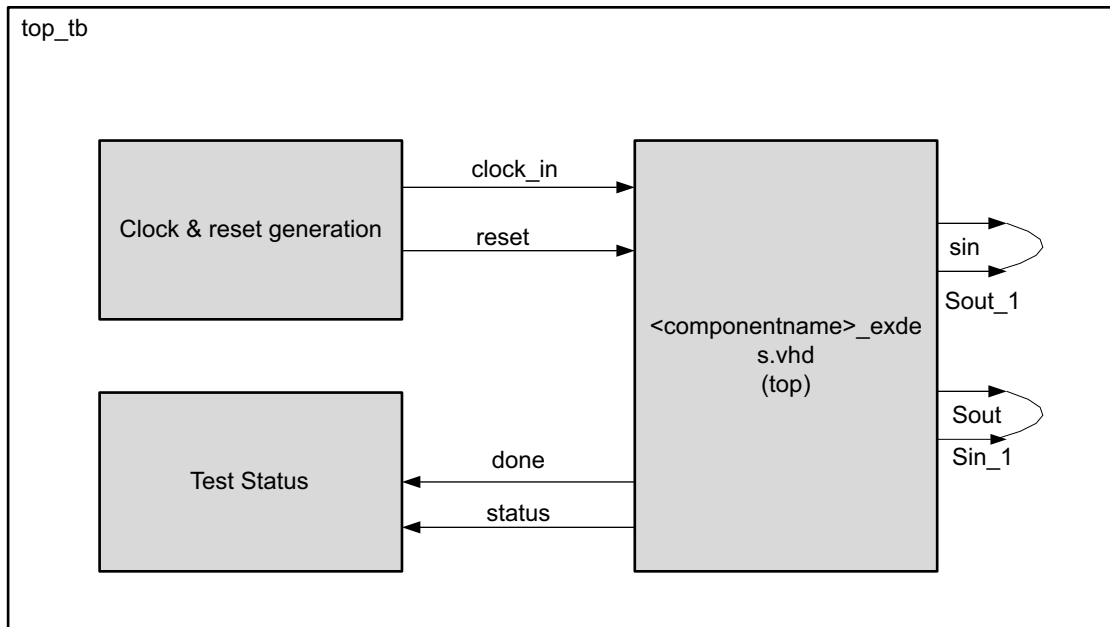 top_tb
clock_in
Clock & reset generation
reset
sin
Sout_1
<componentname>_exde
s.vhd
(top)
Sout
Sin_1
done
Test Status
status